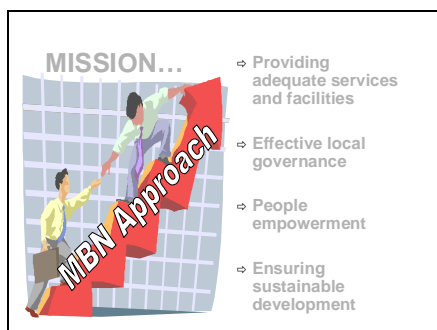 MISSION...
MBN Approach
⇨ Providing
adequate services
and facilities
⇨ Effective local
governance
⇨ People
empowerment
⇨ Ensuring
sustainable
development